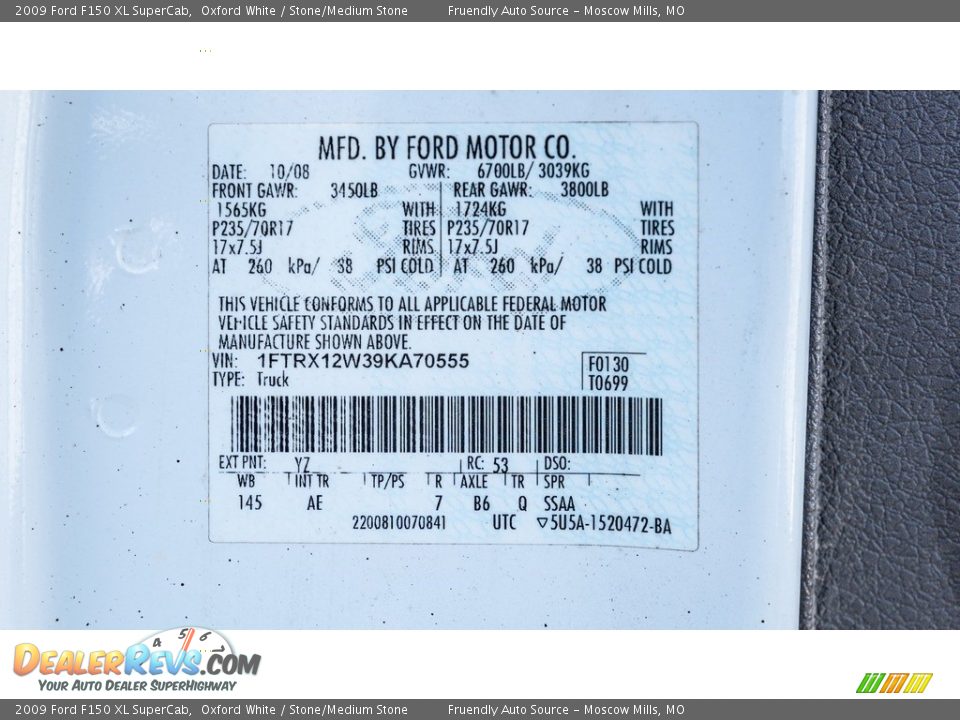 2009 Ford F150 XL SuperCab, Oxford White / Stone/Medium Stone Fruendly Auto Source - Moscow Mills, MO
MFD. BY FORD MOTOR CO.
DATE: 10/08 GVWR: 6700LB/ 3039KG
FRONT GAWR: 3450LB REAR GAWR: 3800LB
1565KG WITH 1724KG WITH
P235/70R17 TIRES P235/70R17 TIRES
17x7.5J RIMS 17x7.5J RIMS
AT 260 kPa/ 38 PSI COLD AT 260 kPa/ 38 PSI COLD
THIS VEHICLE CONFORMS TO ALL APPLICABLE FEDERAL MOTOR
VEHICLE SAFETY STANDARDS IN EFFECT ON THE DATE OF
MANUFACTURE SHOWN ABOVE.
VIN: 1FTRX12W39KA70555
TYPE: Truck
F0130
T0699
EXT PNT: YZ RC: 53 DSO:
WB INT TR TP/PS R AXLE TR SPR
145 AE 7 B6 Q SSAA
2200810070841 UTC ▽5U5A-1520472-BA
4 5 6 7
DEALERREVS.COM
YOUR AUTO DEALER SUPERHIGHWAY
2009 Ford F150 XL SuperCab, Oxford White / Stone/Medium Stone Fruendly Auto Source - Moscow Mills, MO